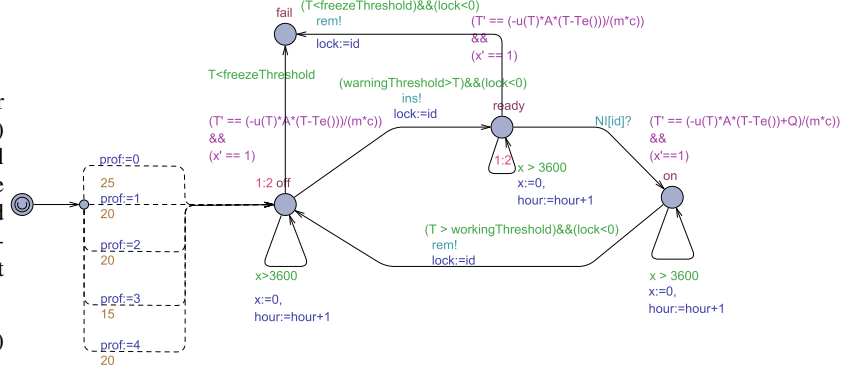 (T<freezeThreshold)&&(lock<0)
fail
rem!
lock:=id
(T' == (-u(T)*A*(T-Te()))/(m*c))
&&
(x' == 1)
T<freezeThreshold
(warningThreshold>T)&&(lock<0)
ins!
lock:=id
ready
(T' == (-u(T)*A*(T-Te()))/(m*c))
&&
(x' == 1)
NI[id]?
(T' == (-u(T)*A*(T-Te())+Q)/(m*c))
&&
(x'==1)
on
1:2
x > 3600
x:=0,
hour:=hour+1
prof:=0
25
prof:=1
20
prof:=2
20
prof:=3
15
prof:=4
20
1:2 off
x>3600
x:=0,
hour:=hour+1
(T > workingThreshold)&&(lock<0)
rem!
lock:=id
x > 3600
x:=0,
hour:=hour+1